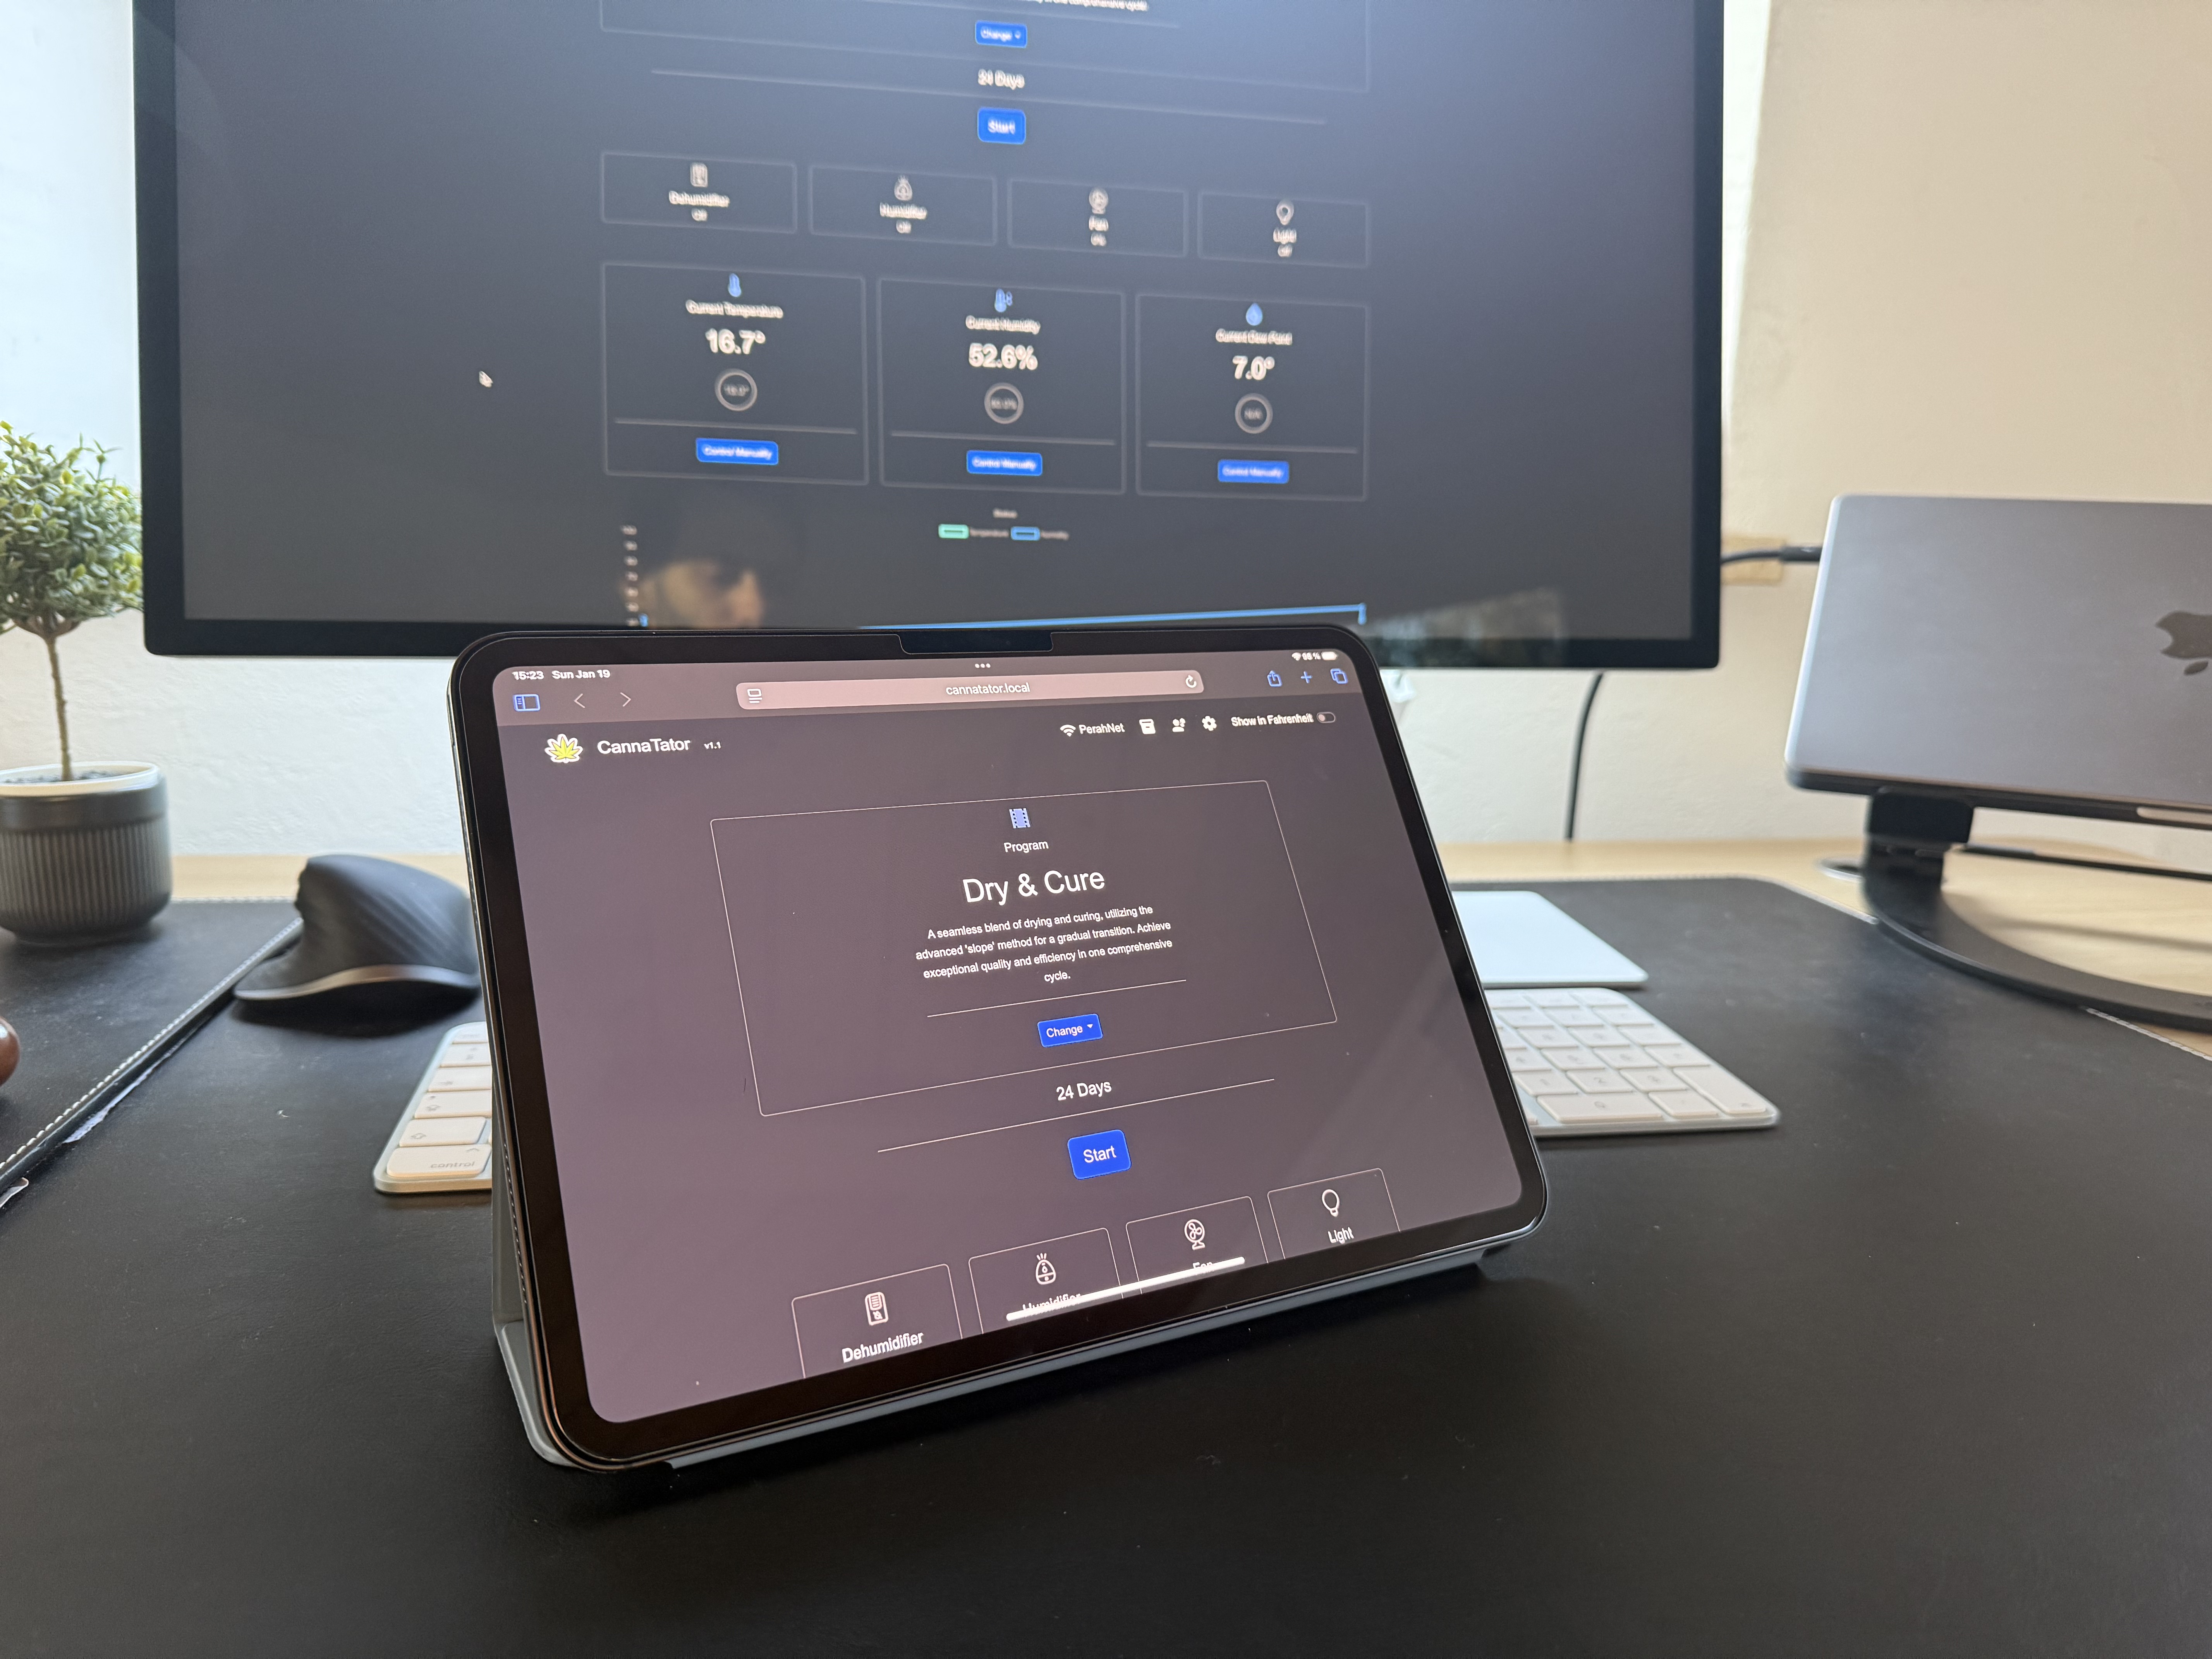 Change
24 Days
Start
Dehumidifier
Off
Humidifier
Off
Fan
Light
Off
Current Temperature
16.7°
Control Manually
Current Humidity
52.6%
Control Manually
Current Dew Point
7.0°
N/A
Control Manually
Status
Temperature
Humidity
15:23 Sun Jan 19
cannatator.local
CannaTator v1.1
PerahNet
Show in Fahrenheit
Program
Dry & Cure
A seamless blend of drying and curing, utilizing the
advanced 'slope' method for a gradual transition. Achieve
exceptional quality and efficiency in one comprehensive
cycle.
Change
24 Days
Start
Dehumidifier
Humidifier
Fan
Light
control